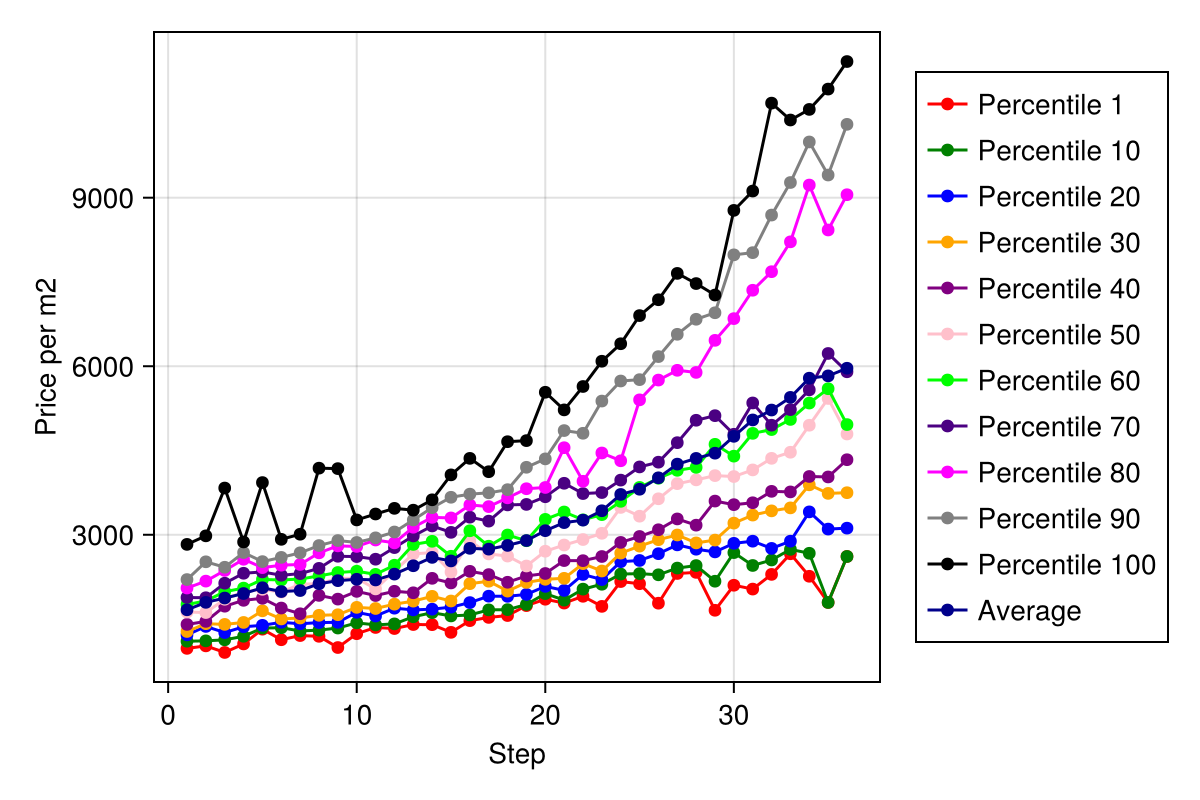 9000
6000
3000
Price per m2
0
10
20
30
Step
Percentile 1
Percentile 10
Percentile 20
Percentile 30
Percentile 40
Percentile 50
Percentile 60
Percentile 70
Percentile 80
Percentile 90
Percentile 100
Average